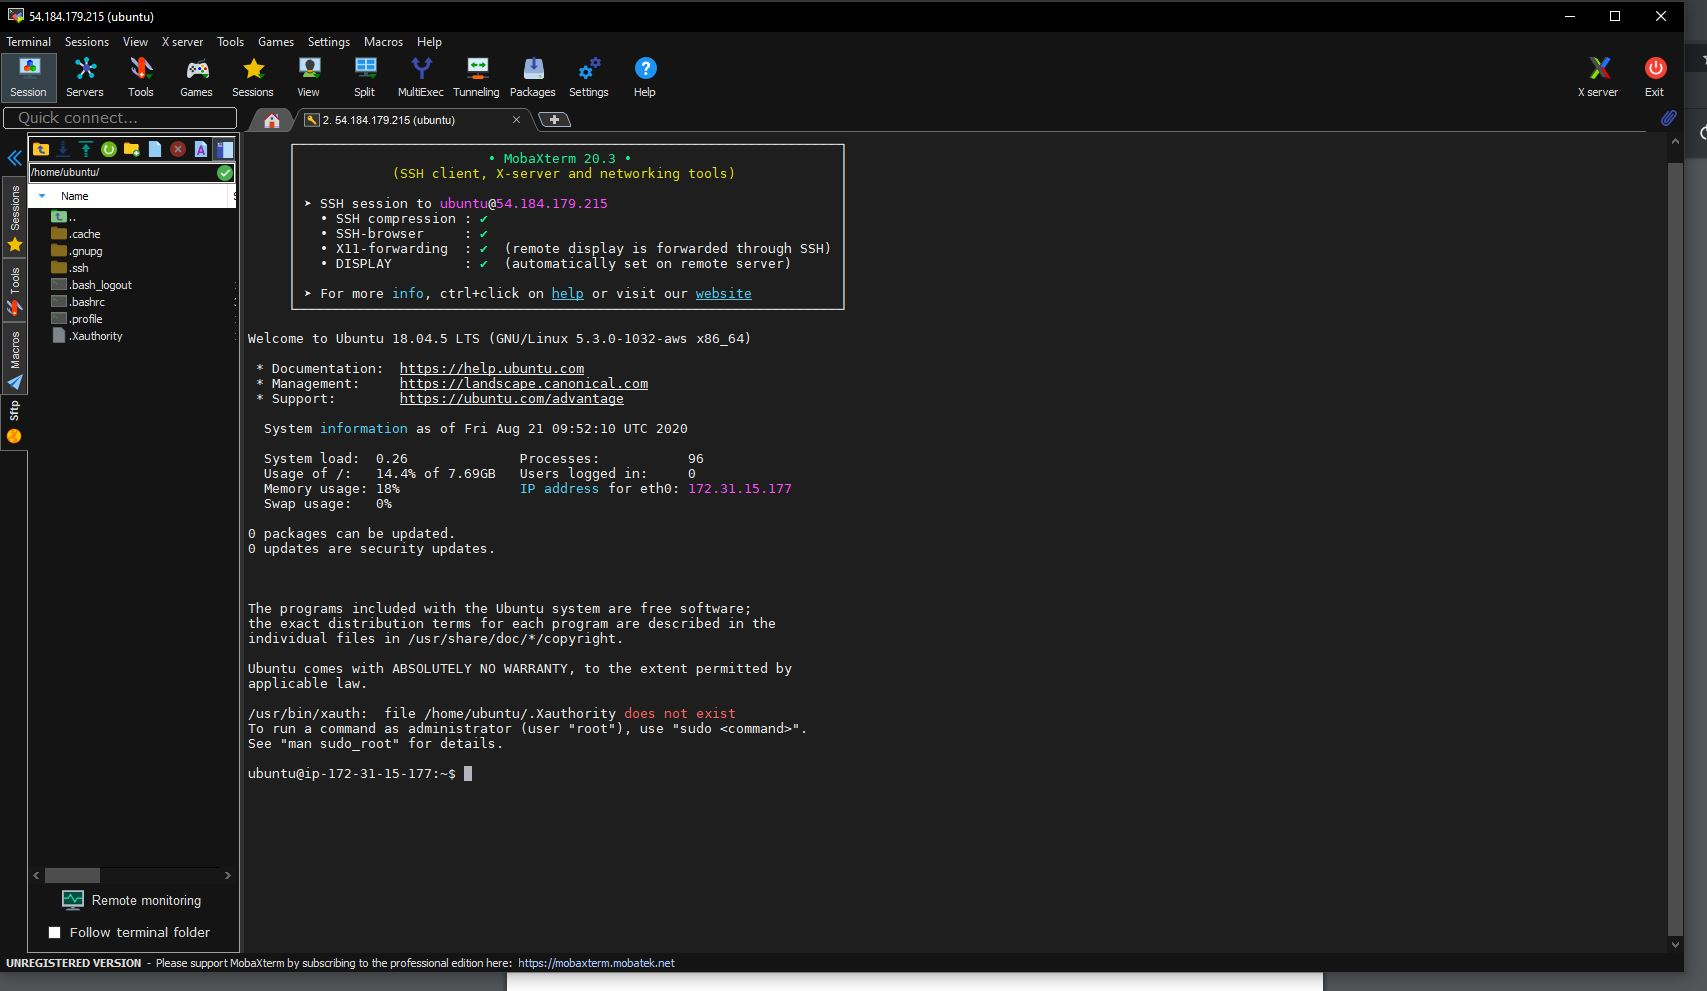 54.184.179.215 (ubuntu)
Terminal Sessions View X server Tools Games Settings Macros Help
Session Servers Tools Games Sessions View Split MultiExec Tunneling Packages Settings Help X server Exit
Quick connect...
2. 54.184.179.215 (ubuntu)
/home/ubuntu/
Name
..
.cache
.gnupg
.ssh
.bash_logout
.bashrc
.profile
.Xauthority
Sessions
Tools
Macros
Sftp
Remote monitoring
Follow terminal folder
• MobaXterm 20.3 •
(SSH client, X-server and networking tools)
➤ SSH session to ubuntu@54.184.179.215
• SSH compression : ✔
• SSH-browser : ✔
• X11-forwarding : ✔ (remote display is forwarded through SSH)
• DISPLAY : ✔ (automatically set on remote server)
➤ For more info, ctrl+click on help or visit our website
Welcome to Ubuntu 18.04.5 LTS (GNU/Linux 5.3.0-1032-aws x86_64)
* Documentation: https://help.ubuntu.com
* Management: https://landscape.canonical.com
* Support: https://ubuntu.com/advantage
System information as of Fri Aug 21 09:52:10 UTC 2020
System load: 0.26 Processes: 96
Usage of /: 14.4% of 7.69GB Users logged in: 0
Memory usage: 18% IP address for eth0: 172.31.15.177
Swap usage: 0%
0 packages can be updated.
0 updates are security updates.
The programs included with the Ubuntu system are free software;
the exact distribution terms for each program are described in the
individual files in /usr/share/doc/*/copyright.
Ubuntu comes with ABSOLUTELY NO WARRANTY, to the extent permitted by
applicable law.
/usr/bin/xauth: file /home/ubuntu/.Xauthority does not exist
To run a command as administrator (user "root"), use "sudo <command>".
See "man sudo_root" for details.
ubuntu@ip-172-31-15-177:~$
UNREGISTERED VERSION - Please support MobaXterm by subscribing to the professional edition here: https://mobaxterm.mobatek.net